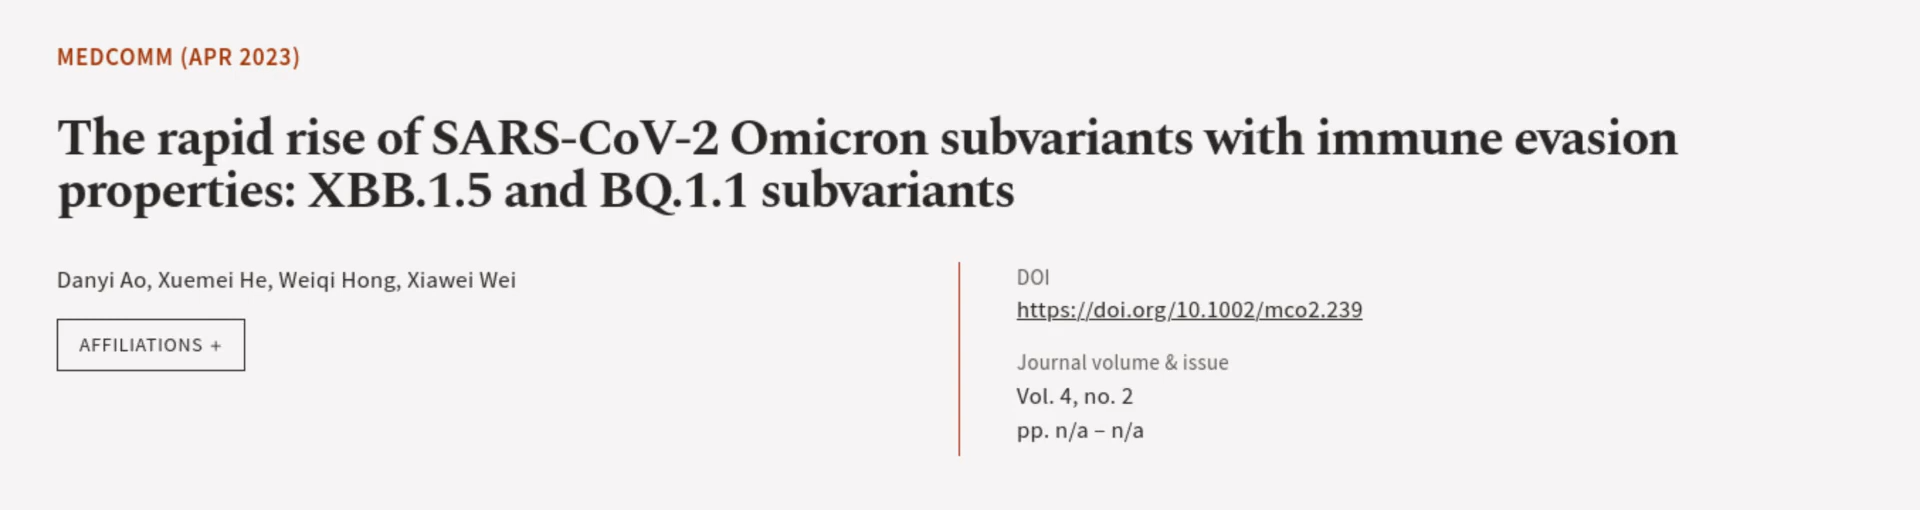 MEDCOMM (APR 2023)
The rapid rise of SARS-CoV-2 Omicron subvariants with immune evasion
properties: XBB.1.5 and BQ.1.1 subvariants
Danyi Ao, Xuemei He, Weiqi Hong, Xiawei Wei
AFFILIATIONS +
DOI
https://doi.org/10.1002/mco2.239
Journal volume & issue
Vol. 4, no. 2
pp. n/a – n/a